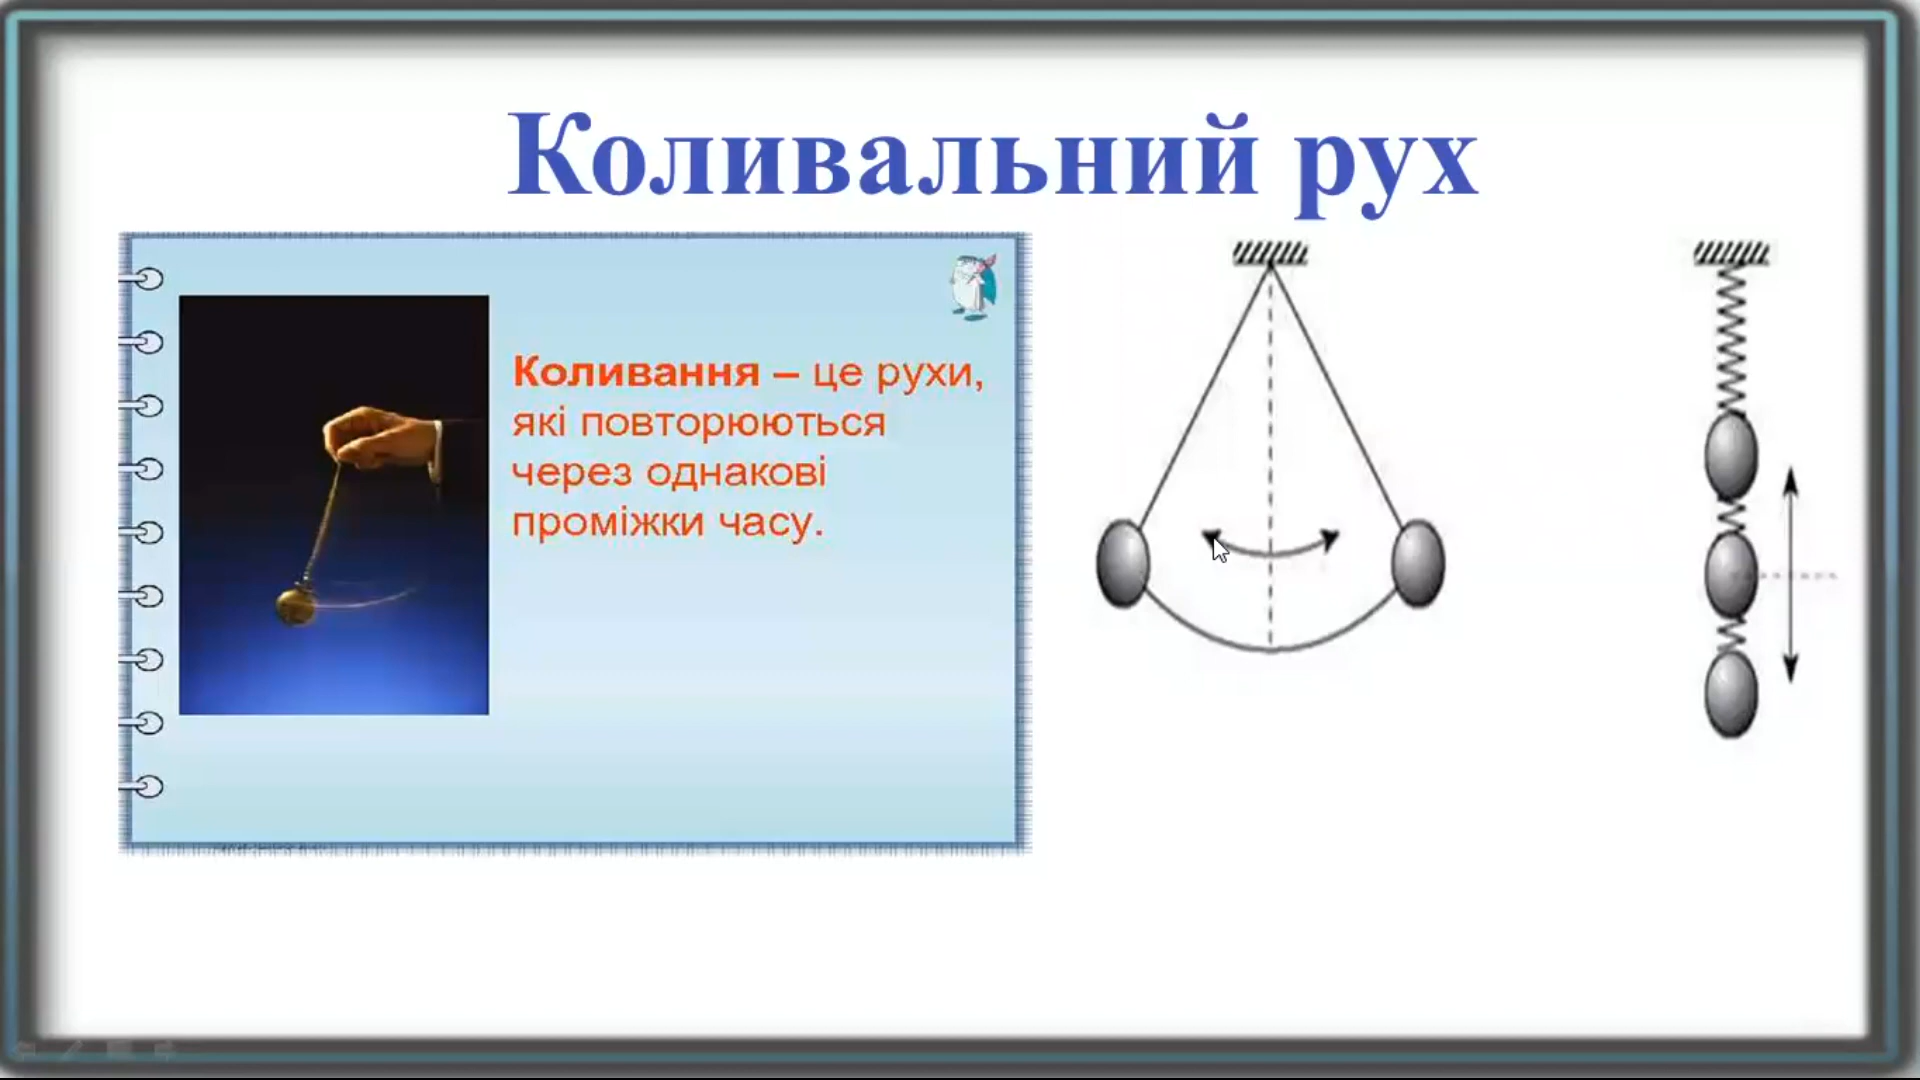 Коливальний рух
Коливання – це рухи,
які повторюються
через однакові
проміжки часу.